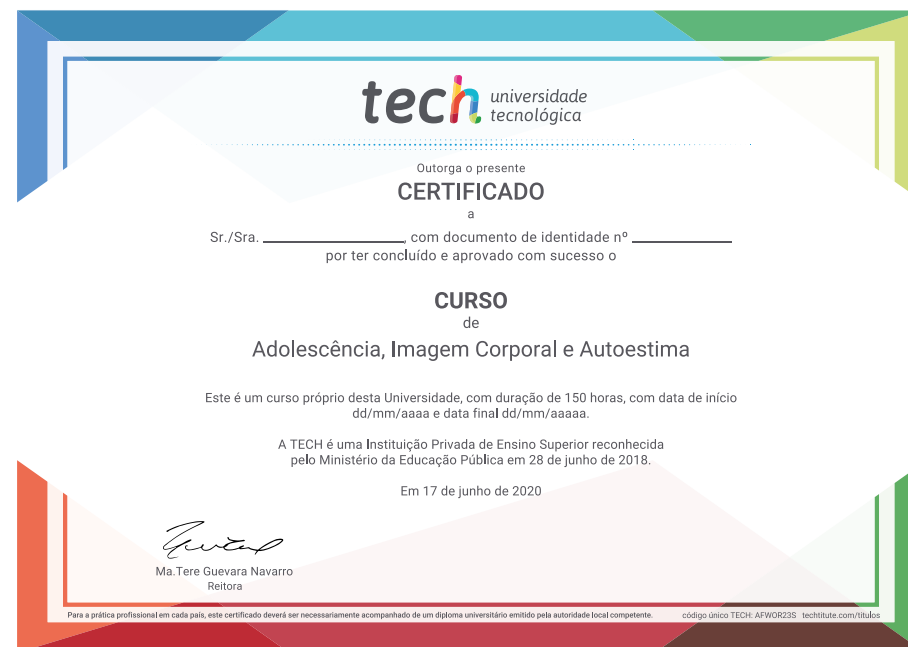 tech universidade
tecnológica
Outorga o presente
CERTIFICADO
a
Sr./Sra. ____________, com documento de identidade nº ____________
por ter concluído e aprovado com sucesso o
CURSO
de
Adolescência, Imagem Corporal e Autoestima
Este é um curso próprio desta Universidade, com duração de 150 horas, com data de início
dd/mm/aaaa e data final dd/mm/aaaaa.
A TECH é uma Instituição Privada de Ensino Superior reconhecida
pelo Ministério da Educação Pública em 28 de junho de 2018.
Em 17 de junho de 2020
Ma.Tere Guevara Navarro
Reitora
Para a prática profissional em cada pais, este certificado deverá ser necessariamente acompanhado de um diploma universitário emitido pela autoridade local competente. código único TECH: AFWOR23S techtitute.com/titulos